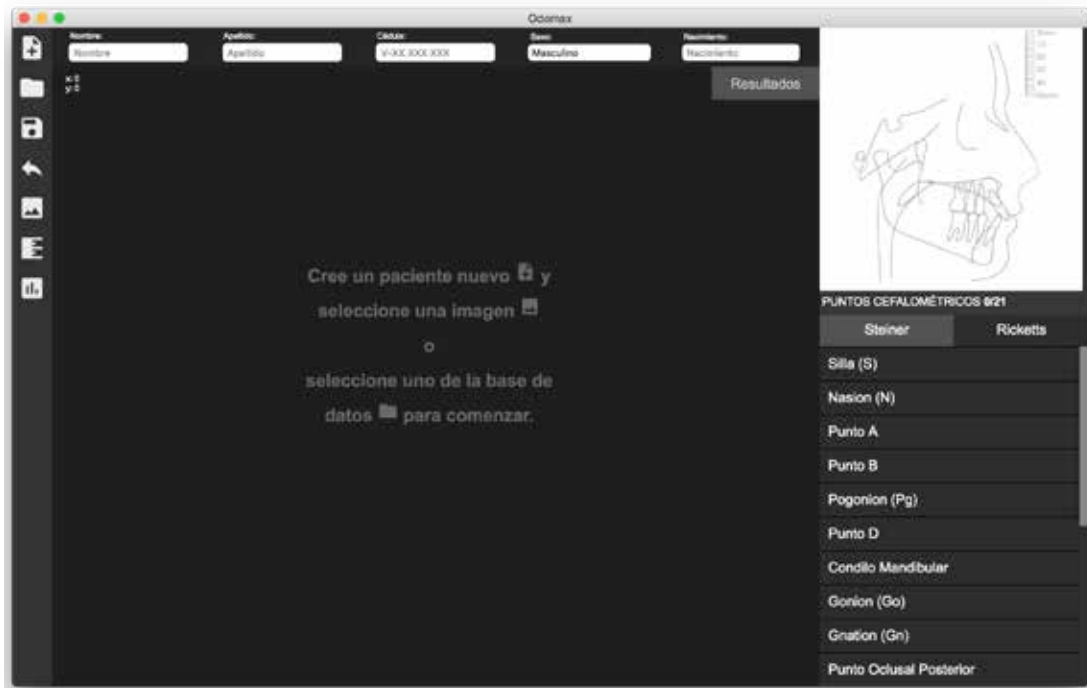 Odomax
Nombre: Apellido: Cédula: Sexo: Nacimiento:
Nombre Apellido V-XX.XXX.XXX Masculino Nacimiento
x:0
y:0
Resultados
Cree un paciente nuevo y
seleccione una imagen
o
seleccione uno de la base de
datos para comenzar.
PUNTOS CEFALOMÉTRICOS 0/21
Steiner Ricketts
Silla (S)
Nasion (N)
Punto A
Punto B
Pogonion (Pg)
Punto D
Condilo Mandibular
Gonion (Go)
Gnation (Gn)
Punto Oclusal Posterior